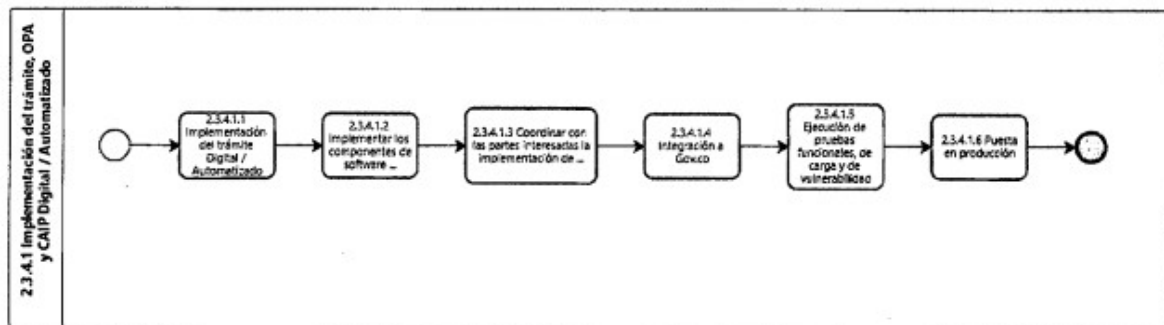 2.3.4.1 Implementación del trámite, OPA
y CAIP Digital / Automatizado
2.3.4.1.1
Implementación
del trámite
Digital /
Automatizado
2.3.4.1.2
Implementar los
componentes de
software ...
2.3.4.1.3 Coordinar con
las partes interesadas la
implementación de ...
2.3.4.1.4
Integración a
Gov.co
2.3.4.1.5
Ejecución de
pruebas
funcionales, de
carga y de
vulnerabilidad
2.3.4.1.6 Puesta
en producción